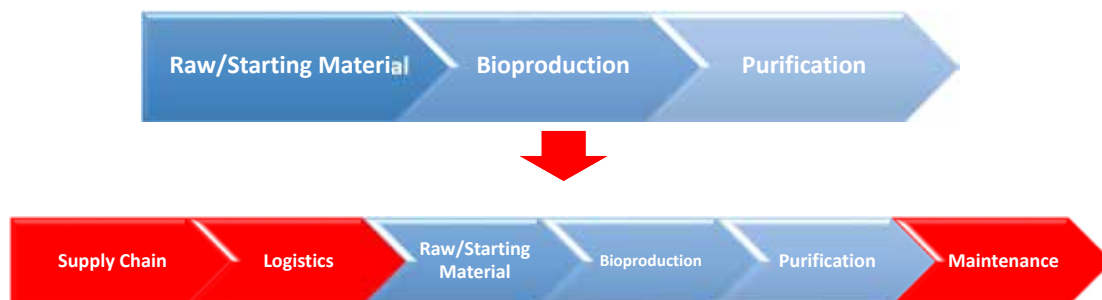 Raw/Starting Material
Bioproduction
Purification
Supply Chain
Logistics
Raw/Starting
Material
Bioproduction
Purification
Maintenance